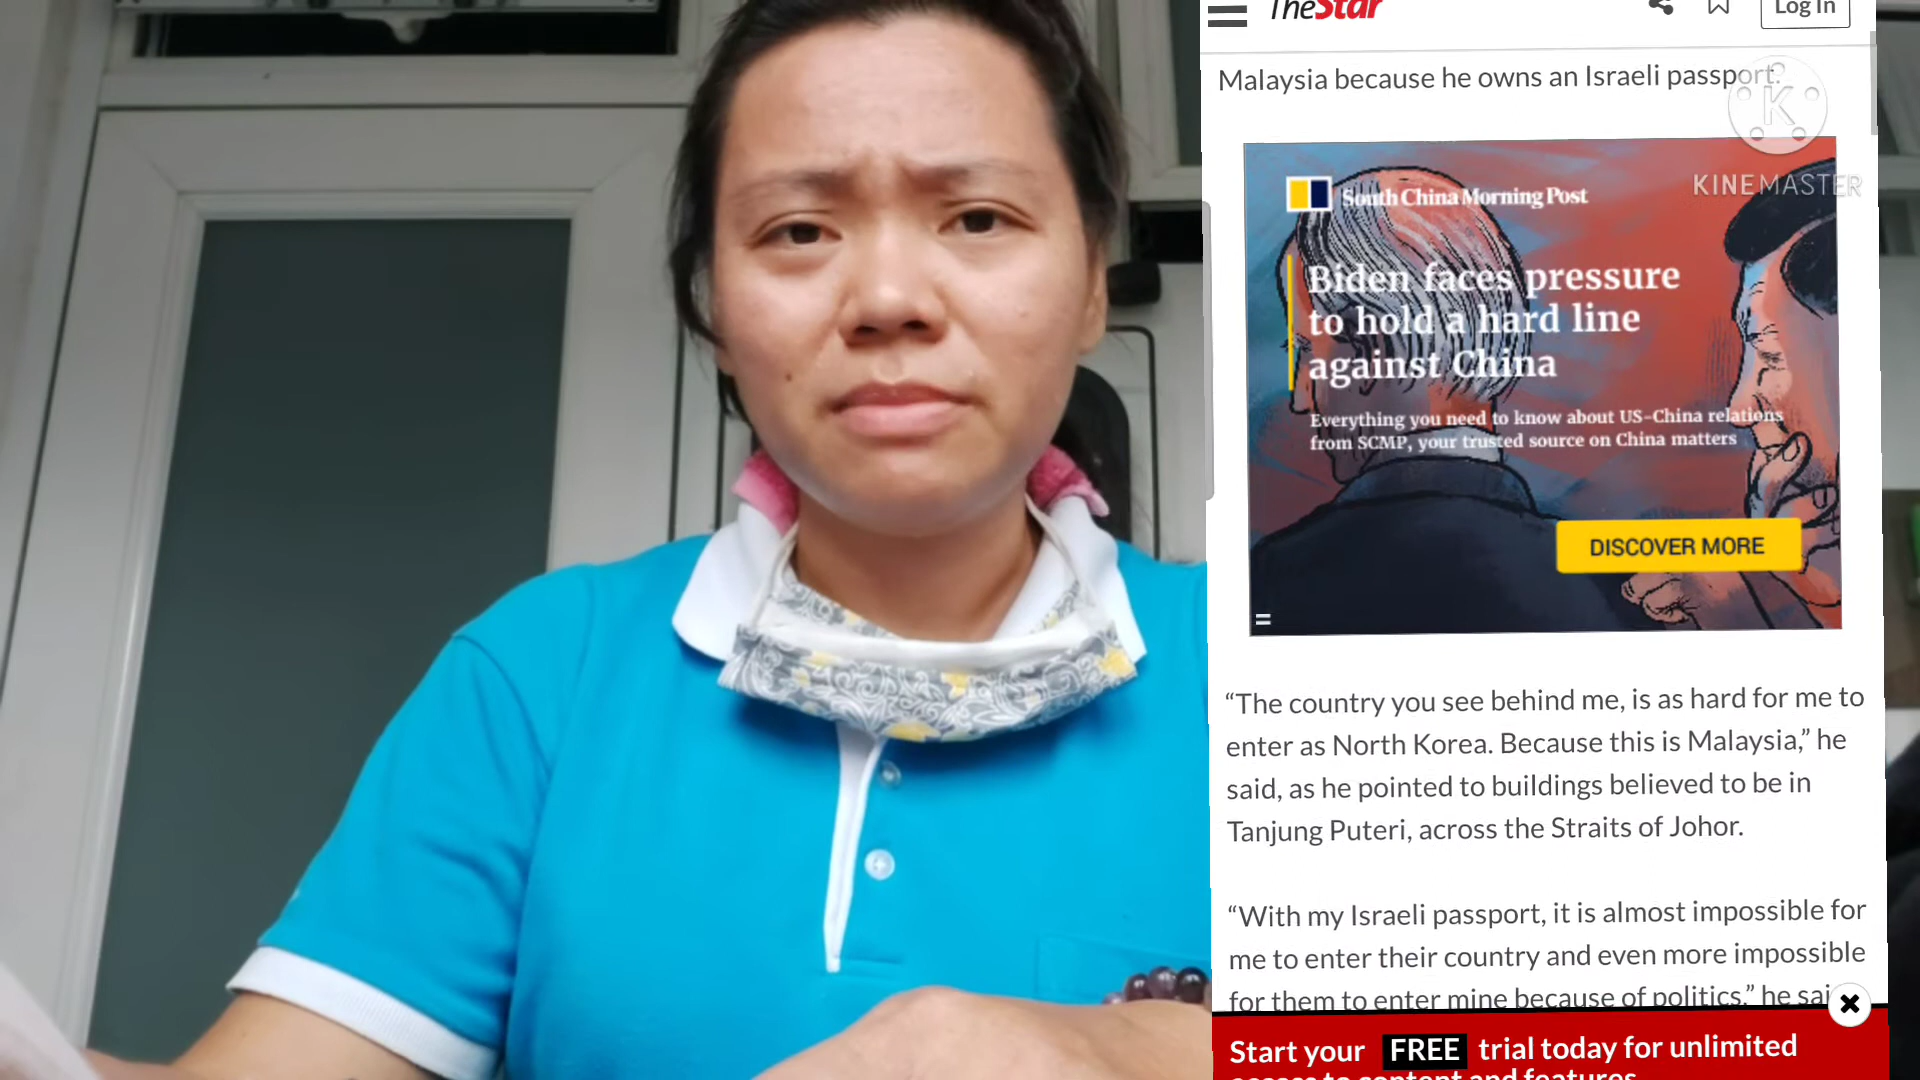 TheStar
Log In
Malaysia because he owns an Israeli passport.
K
KINEMASTER
South China Morning Post
Biden faces pressure
to hold a hard line
against China
Everything you need to know about US-China relations
from SCMP, your trusted source on China matters
DISCOVER MORE
“The country you see behind me, is as hard for me to
enter as North Korea. Because this is Malaysia,” he
said, as he pointed to buildings believed to be in
Tanjung Puteri, across the Straits of Johor.
“With my Israeli passport, it is almost impossible for
me to enter their country and even more impossible
for them to enter mine because of politics,” he
Start your FREE trial today for unlimited
access to content and features